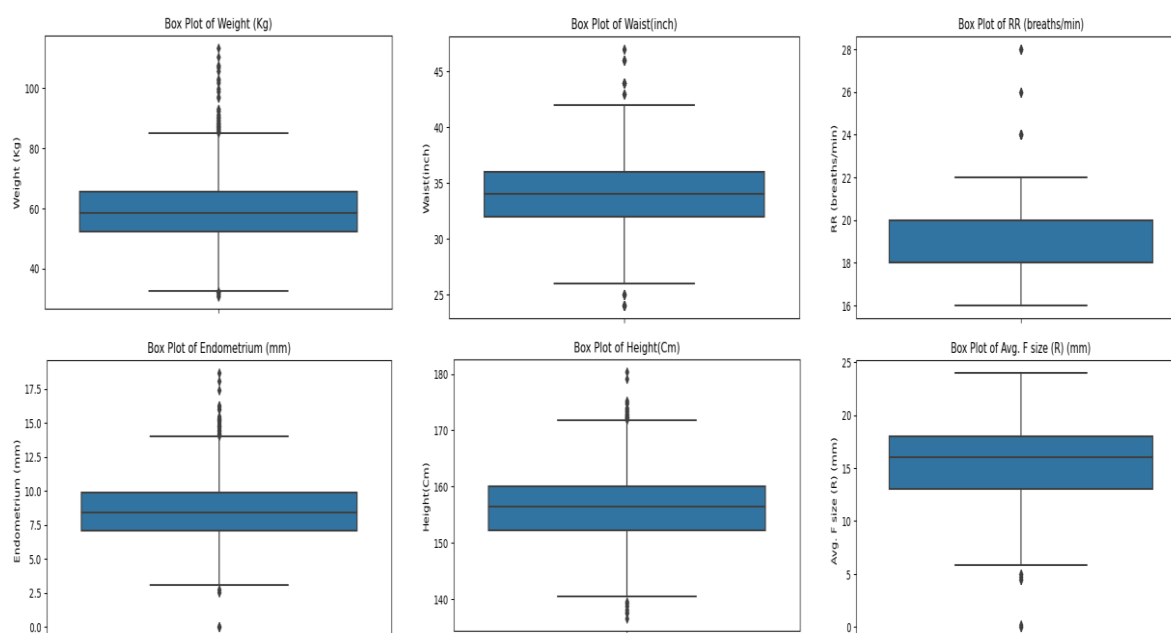 Box Plot of Weight (Kg)
Weight (Kg)
100
80
60
40
Box Plot of Waist(inch)
Waist(inch)
45
40
35
30
25
Box Plot of RR (breaths/min)
RR (breaths/min)
28
26
24
22
20
18
16
Box Plot of Endometrium (mm)
Endometrium (mm)
17.5
15.0
12.5
10.0
7.5
5.0
2.5
0.0
Box Plot of Height(Cm)
Height(Cm)
180
170
160
150
140
Box Plot of Avg. F size (R) (mm)
Avg. F size (R) (mm)
25
20
15
10
5
0